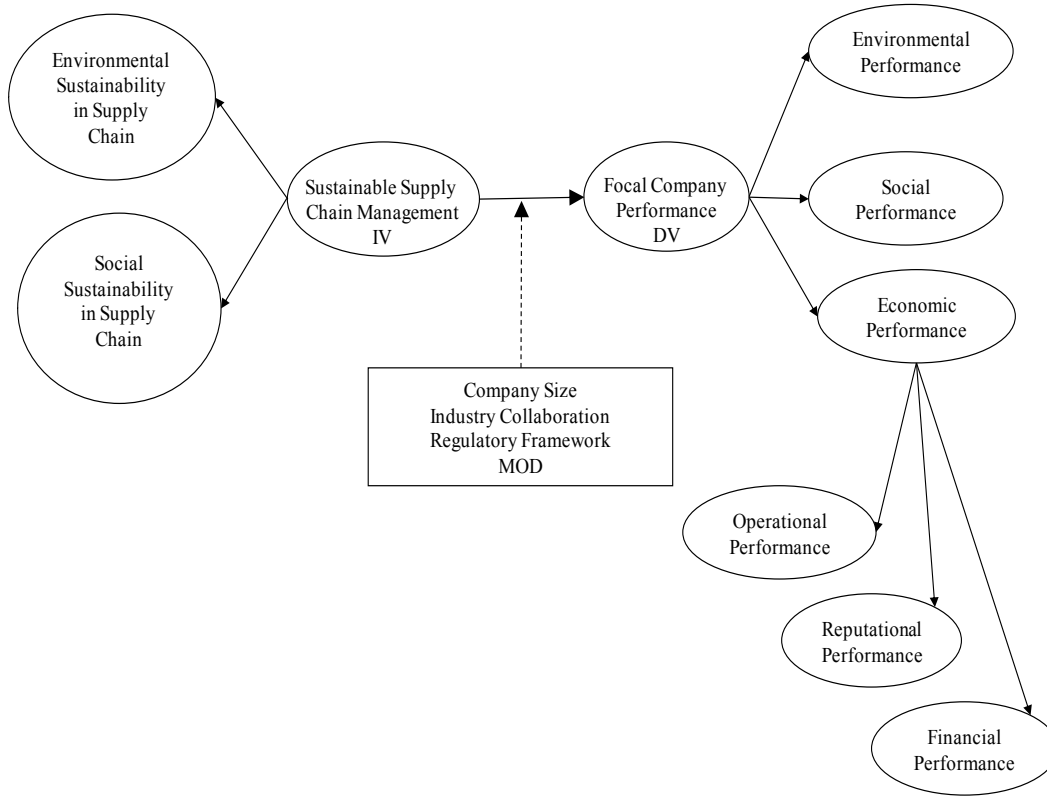 Environmental
Sustainability
in Supply
Chain
Social
Sustainability
in Supply
Chain
Sustainable Supply
Chain Management
IV
Focal Company
Performance
DV
Environmental
Performance
Social
Performance
Economic
Performance
Company Size
Industry Collaboration
Regulatory Framework
MOD
Operational
Performance
Reputational
Performance
Financial
Performance